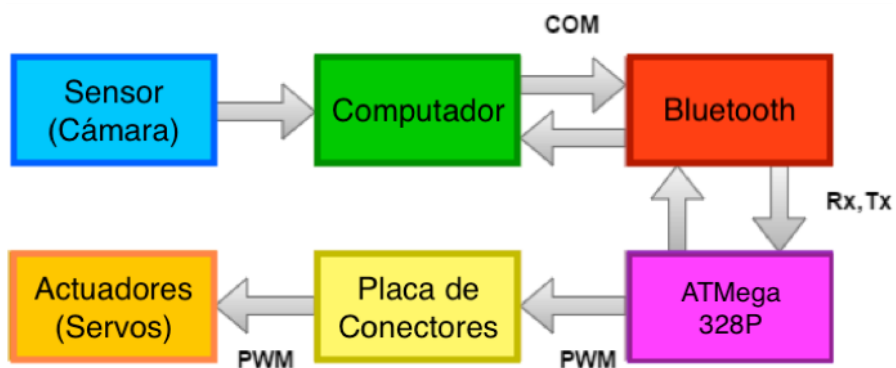 COM
Sensor
(Cámara)
Computador
Bluetooth
Rx,Tx
Actuadores
(Servos)
Placa de
Conectores
ATMega
328P
PWM
PWM